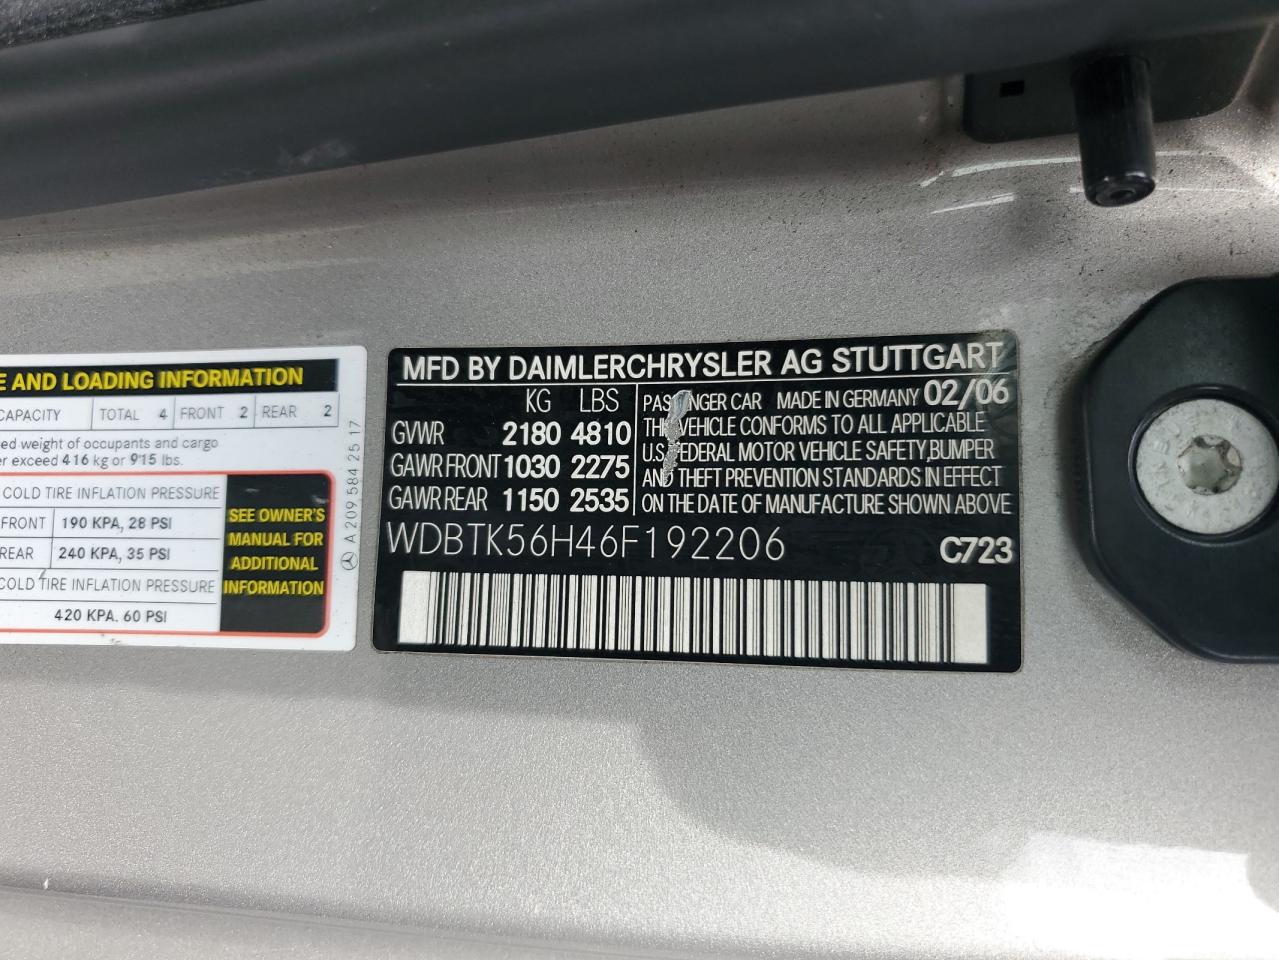 E AND LOADING INFORMATION
CAPACITY TOTAL 4 FRONT 2 REAR 2
ed weight of occupants and cargo
er exceed 416 kg or 915 lbs.
COLD TIRE INFLATION PRESSURE
FRONT 190 KPA, 28 PSI
REAR 240 KPA, 35 PSI
COLD TIRE INFLATION PRESSURE
420 KPA. 60 PSI
SEE OWNER'S
MANUAL FOR
ADDITIONAL
INFORMATION
A 209 584 25 17
MFD BY DAIMLERCHRYSLER AG STUTTGART
KG LBS
GVWR 2180 4810
GAWR FRONT 1030 2275
GAWR REAR 1150 2535
PASSENGER CAR MADE IN GERMANY 02/06
THIS VEHICLE CONFORMS TO ALL APPLICABLE
U.S. FEDERAL MOTOR VEHICLE SAFETY, BUMPER
AND THEFT PREVENTION STANDARDS IN EFFECT
ON THE DATE OF MANUFACTURE SHOWN ABOVE
WDBTK56H46F192206
C723